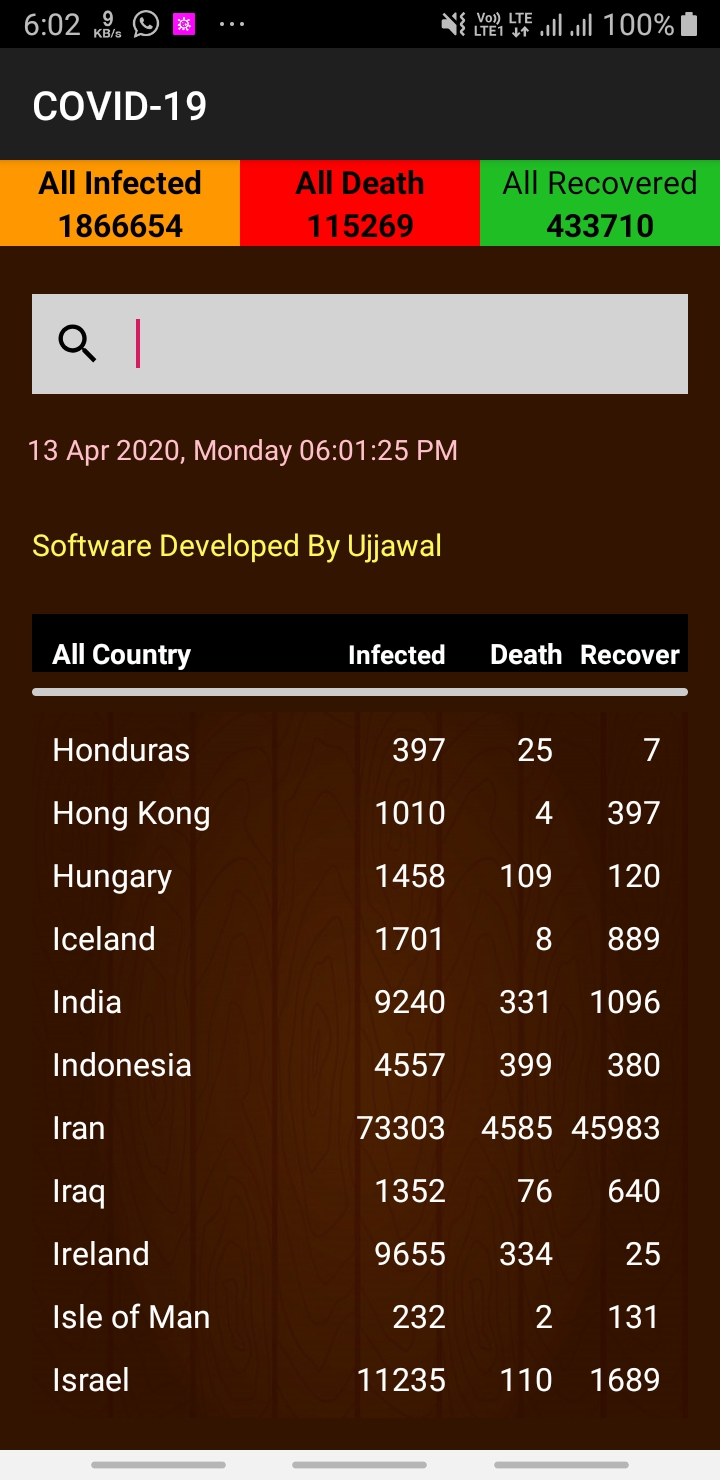 6:02 9 KB/s ... Vo)) LTE1 LTE 100%
COVID-19
All Infected All Death All Recovered
1866654 115269 433710
13 Apr 2020, Monday 06:01:25 PM
Software Developed By Ujjawal
All Country Infected Death Recover
Honduras 397 25 7
Hong Kong 1010 4 397
Hungary 1458 109 120
Iceland 1701 8 889
India 9240 331 1096
Indonesia 4557 399 380
Iran 73303 4585 45983
Iraq 1352 76 640
Ireland 9655 334 25
Isle of Man 232 2 131
Israel 11235 110 1689